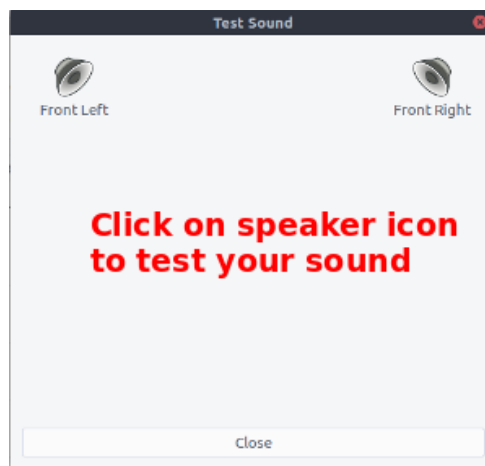 Test Sound
Front Left
Front Right
Click on speaker icon
to test your sound
Close